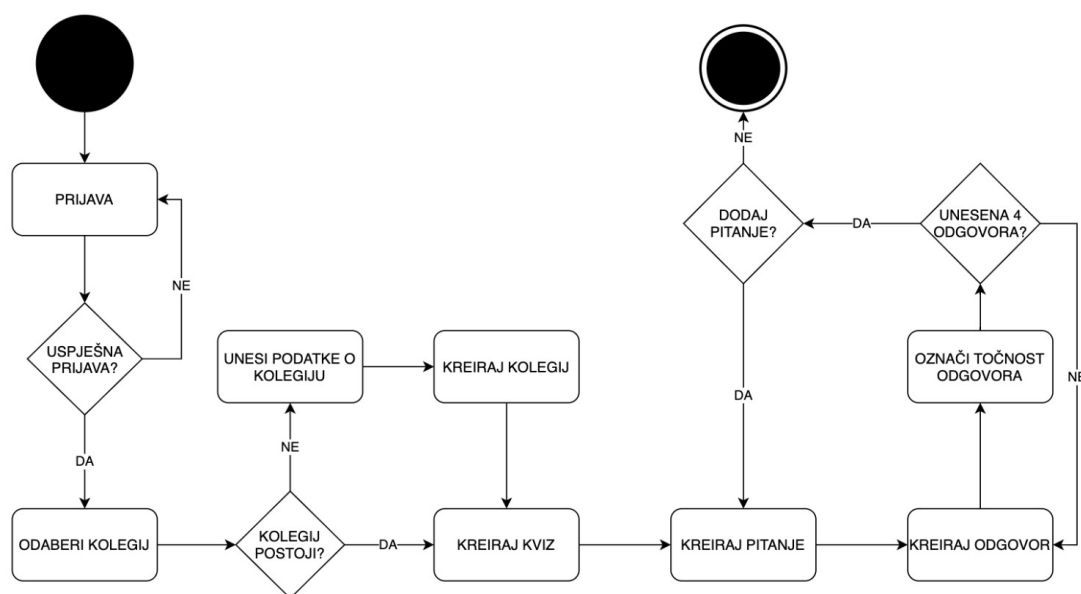 PRIJAVA
NE
USPJEŠNA
PRIJAVA?
DA
ODABERI KOLEGIJ
KOLEGIJ
POSTOJI?
NE
UNESI PODATKE O
KOLEGIJU
KREIRAJ KOLEGIJ
DA
KREIRAJ KVIZ
KREIRAJ PITANJE
KREIRAJ ODGOVOR
OZNAČI TOČNOST
ODGOVORA
UNESENA 4
ODGOVORA?
NE
DA
DODAJ
PITANJE?
DA
NE